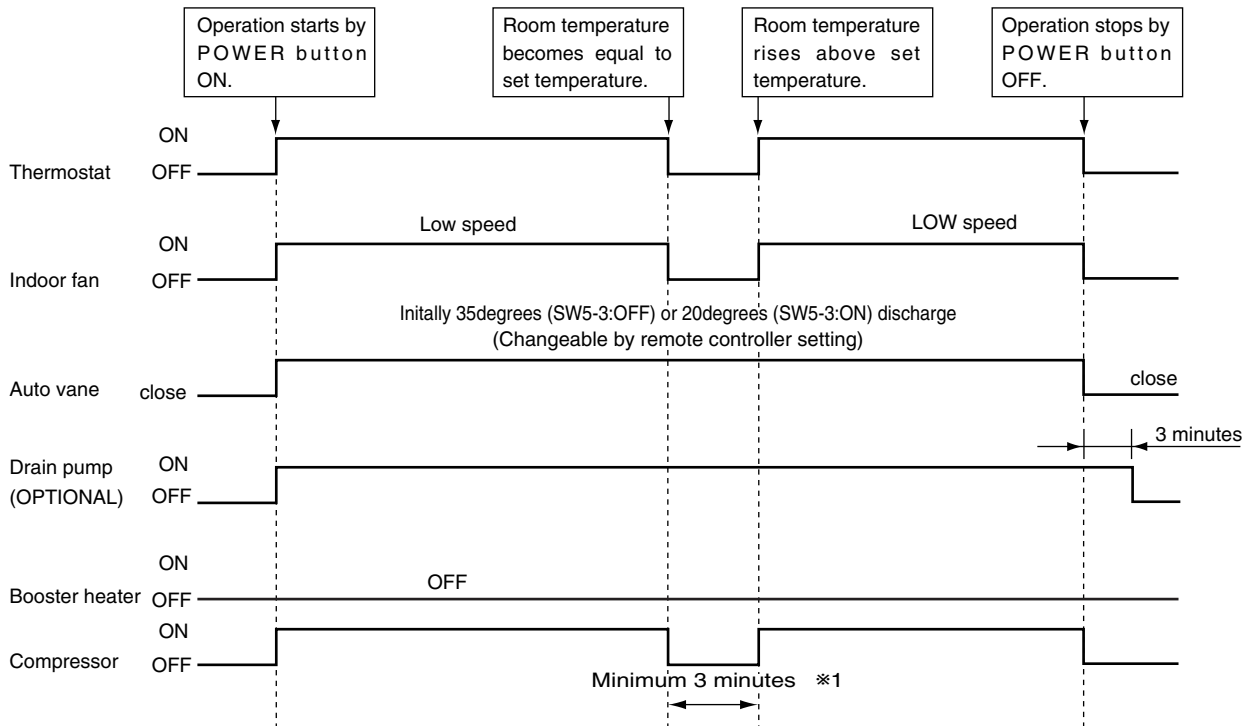 Operation starts by
POWER button
ON.
Room temperature
becomes equal to
set temperature.
Room temperature
rises above set
temperature.
Operation stops by
POWER button
OFF.
ON
Thermostat OFF
Low speed
LOW speed
ON
Indoor fan OFF
Initally 35degrees (SW5-3:OFF) or 20degrees (SW5-3:ON) discharge
(Changeable by remote controller setting)
Auto vane close
close
3 minutes
Drain pump ON
(OPTIONAL) OFF
ON
OFF
Booster heater OFF
ON
Compressor OFF
Minimum 3 minutes ※1